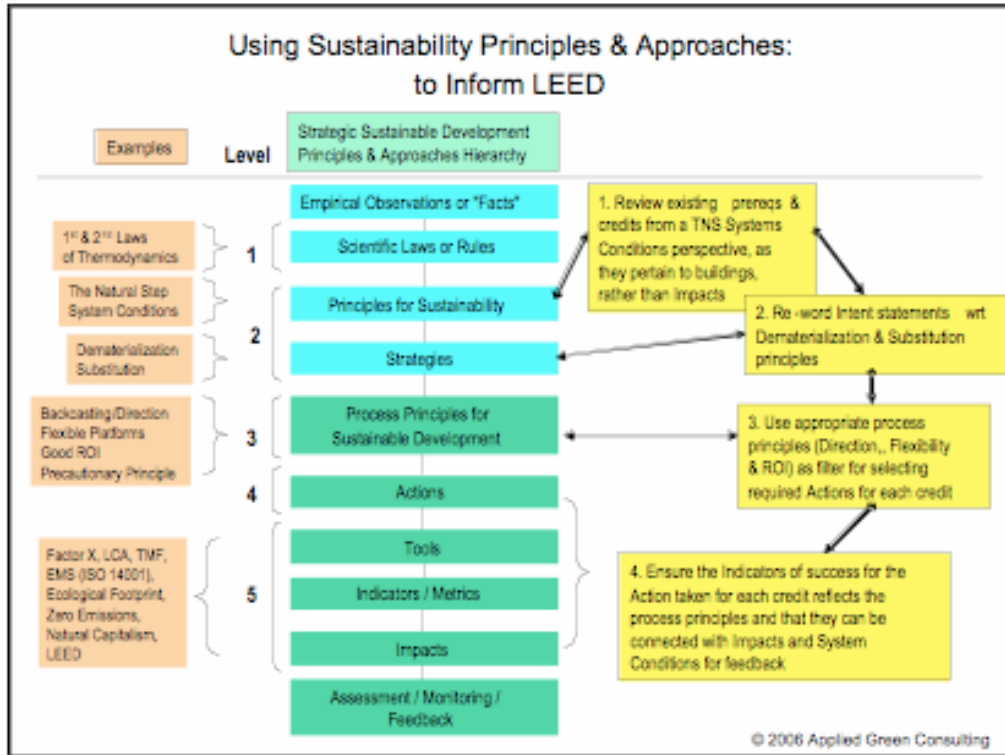 Using Sustainability Principles & Approaches:
to Inform LEED
Examples
Level
Strategic Sustainable Development
Principles & Approaches Hierarchy
Empirical Observations or "Facts"
1st & 2nd Laws
of Thermodynamics
1
Scientific Laws or Rules
The Natural Step
System Conditions
2
Principles for Sustainability
Dematerialization
Substitution
Strategies
Backcasting/Direction
Flexible Platforms
Good ROI
Precautionary Principle
3
Process Principles for
Sustainable Development
4
Actions
Factor X, LCA, TMF,
EMS (ISO 14001),
Ecological Footprint,
Zero Emissions,
Natural Capitalism,
LEED
5
Tools
Indicators / Metrics
Impacts
Assessment / Monitoring /
Feedback
1. Review existing prereqs &
credits from a TNS Systems
Conditions perspective, as
they pertain to buildings,
rather than Impacts
2. Re-word Intent statements wrt
Dematerialization & Substitution
principles
3. Use appropriate process
principles (Direction,, Flexibility
& ROI) as filter for selecting
required Actions for each credit
4. Ensure the Indicators of success for the
Action taken for each credit reflects the
process principles and that they can be
connected with Impacts and System
Conditions for feedback
© 2006 Applied Green Consulting